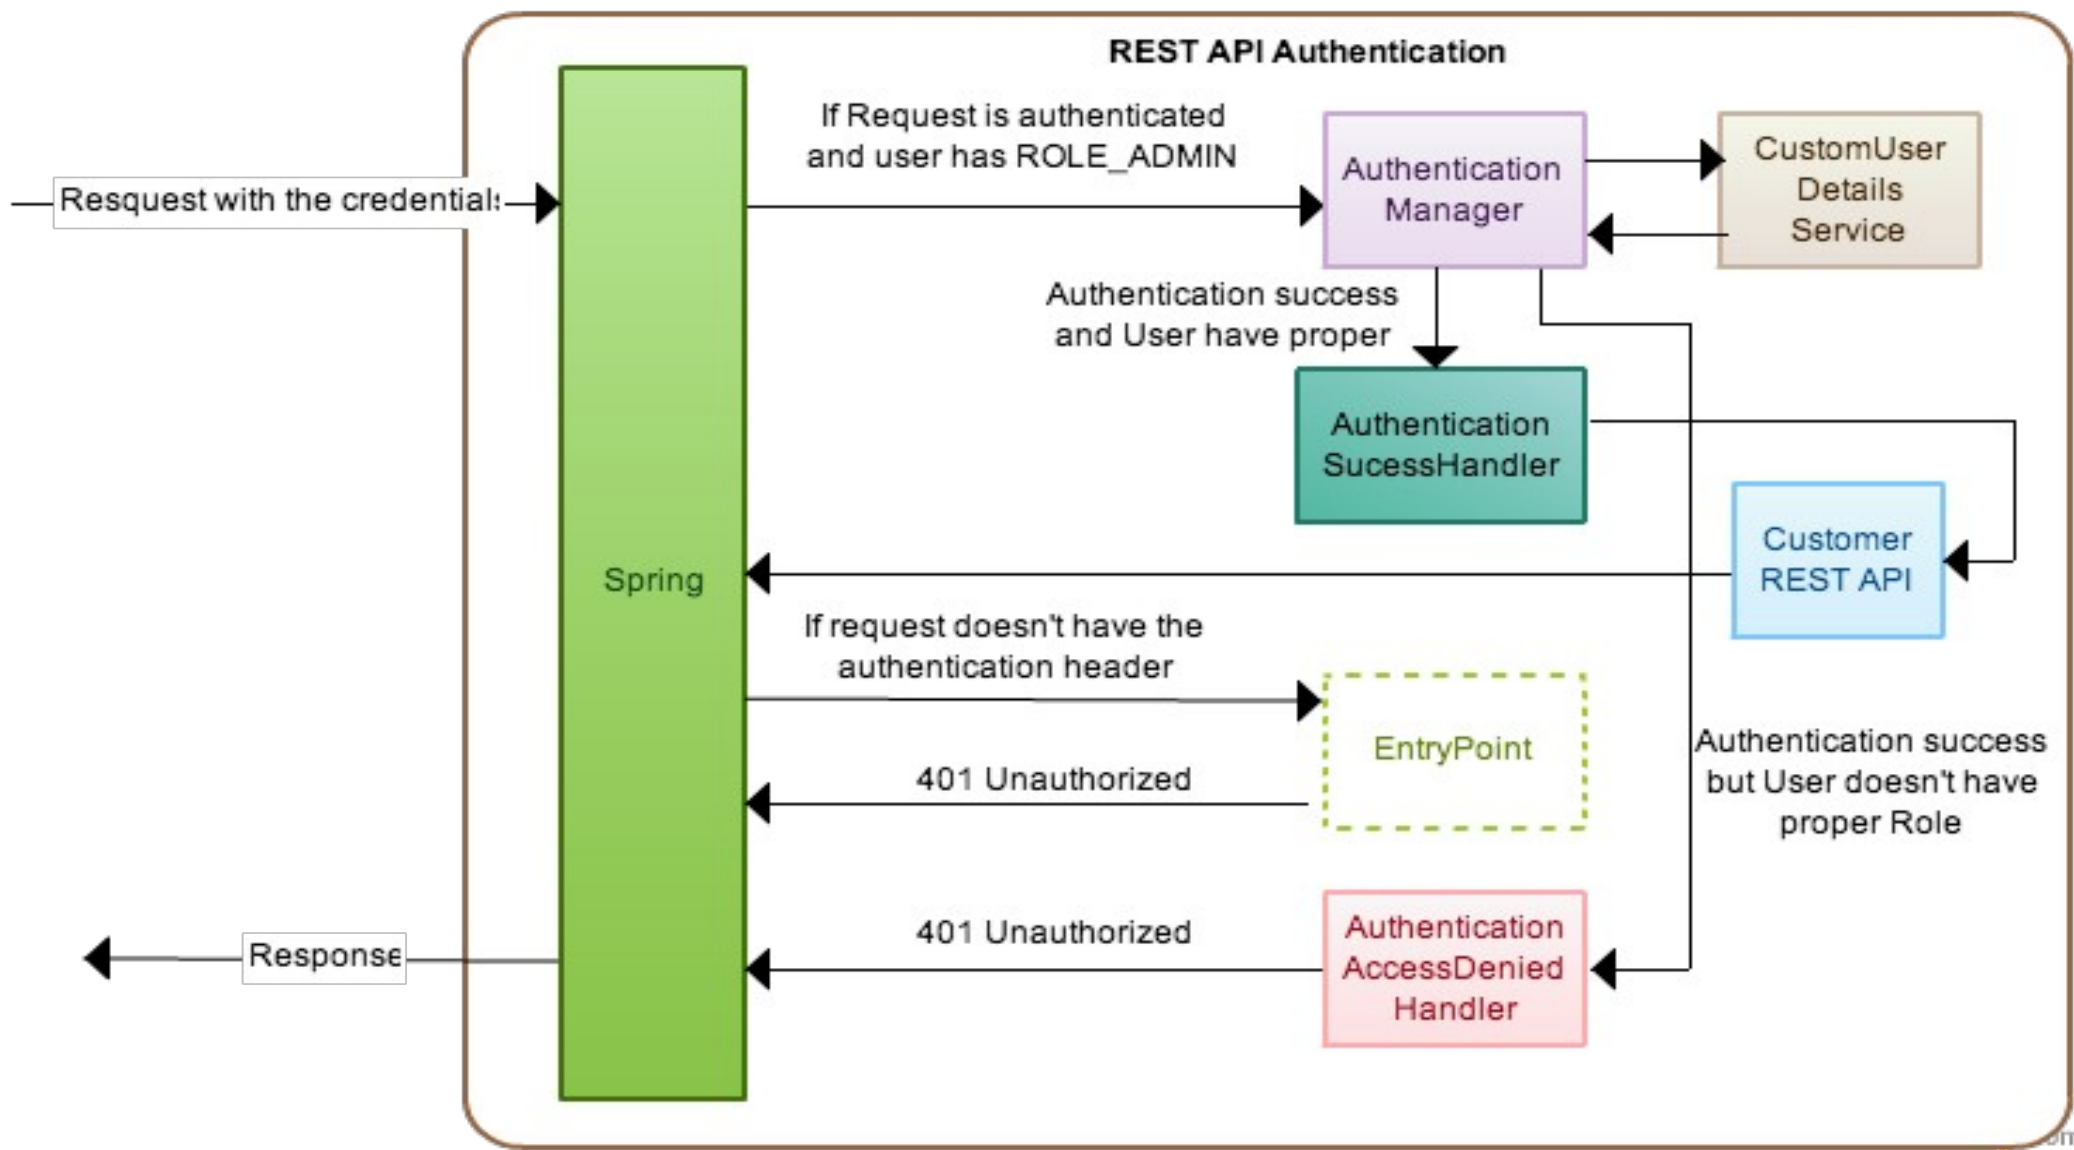 REST API Authentication
If Request is authenticated
and user has ROLE_ADMIN
Authentication
Manager
CustomUser
Details
Service
Resquest with the credentials
Authentication success
and User have proper
Authentication
SucessHandler
Customer
REST API
Spring
If request doesn't have the
authentication header
EntryPoint
401 Unauthorized
Authentication success
but User doesn't have
proper Role
401 Unauthorized
Authentication
AccessDenied
Handler
Response